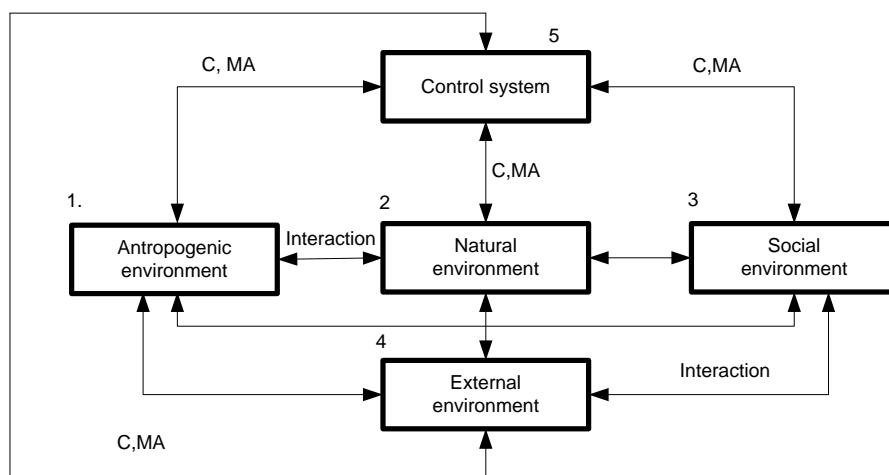 5
C, MA
Control system
C,MA
C,MA
1.
2
3
Antropogenic
environment
Interaction
Natural
environment
Social
environment
4
External
environment
Interaction
C,MA